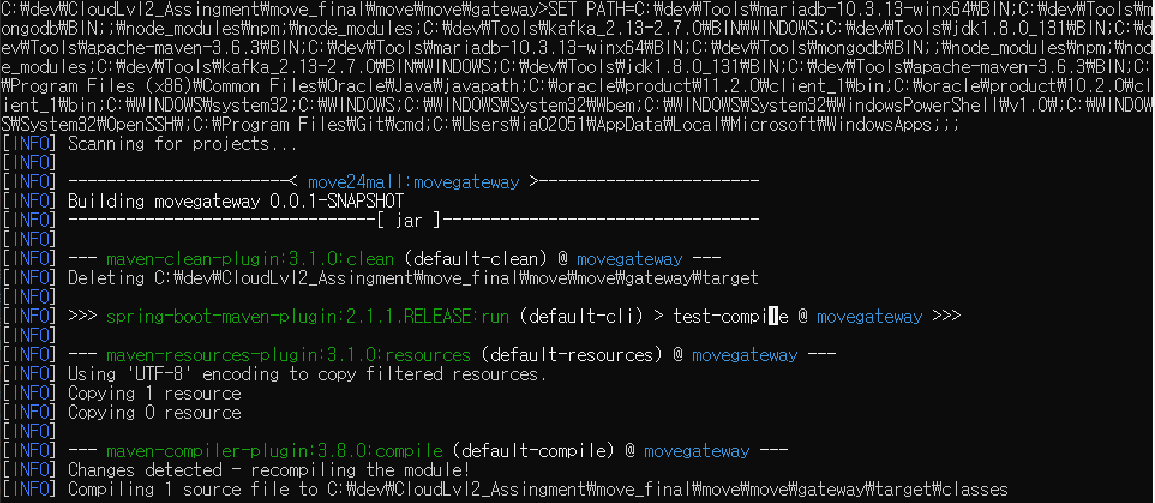 C:₩dev₩CloudLvl2_Assingment₩move_final₩move₩move₩gateway>SET PATH=C:₩dev₩Tools₩mariadb-10.3.13-winx64₩BIN;C:₩dev₩Tools₩m
ongodb₩BIN;;₩node_modules₩npm;₩node_modules;C:₩dev₩Tools₩kafka_2.13-2.7.0₩BIN₩WINDOWS;C:₩dev₩Tools₩jdk1.8.0_131₩BIN;C:₩d
ev₩Tools₩apache-maven-3.6.3₩BIN;C:₩dev₩Tools₩mariadb-10.3.13-winx64₩BIN;C:₩dev₩Tools₩mongodb₩BIN;;₩node_modules₩npm;₩nod
e_modules;C:₩dev₩Tools₩kafka_2.13-2.7.0₩BIN₩WINDOWS;C:₩dev₩Tools₩jdk1.8.0_131₩BIN;C:₩dev₩Tools₩apache-maven-3.6.3₩BIN;C:
₩Program Files (x86)₩Common Files₩Oracle₩Java₩javapath;C:₩oracle₩product₩11.2.0₩client_1₩bin;C:₩oracle₩product₩10.2.0₩cl
ient_1₩bin;C:₩WINDOWS₩system32;C:₩WINDOWS;C:₩WINDOWS₩System32₩Wbem;C:₩WINDOWS₩System32₩WindowsPowerShell₩v1.0₩;C:₩WINDOW
S₩System32₩OpenSSH₩;C:₩Program Files₩Git₩cmd;C:₩Users₩ia02051₩AppData₩Local₩Microsoft₩WindowsApps;;;
[INFO] Scanning for projects...
[INFO]
[INFO] -----------------------< move24mall:movegateway >-----------------------
[INFO] Building movegateway 0.0.1-SNAPSHOT
[INFO] --------------------------------[ jar ]---------------------------------
[INFO]
[INFO] --- maven-clean-plugin:3.1.0:clean (default-clean) @ movegateway ---
[INFO] Deleting C:₩dev₩CloudLvl2_Assingment₩move_final₩move₩move₩gateway₩target
[INFO]
[INFO] >>> spring-boot-maven-plugin:2.1.1.RELEASE:run (default-cli) > test-compile @ movegateway >>>
[INFO]
[INFO] --- maven-resources-plugin:3.1.0:resources (default-resources) @ movegateway ---
[INFO] Using 'UTF-8' encoding to copy filtered resources.
[INFO] Copying 1 resource
[INFO] Copying 0 resource
[INFO]
[INFO] --- maven-compiler-plugin:3.8.0:compile (default-compile) @ movegateway ---
[INFO] Changes detected - recompiling the module!
[INFO] Compiling 1 source file to C:₩dev₩CloudLvl2_Assingment₩move_final₩move₩move₩gateway₩target₩classes